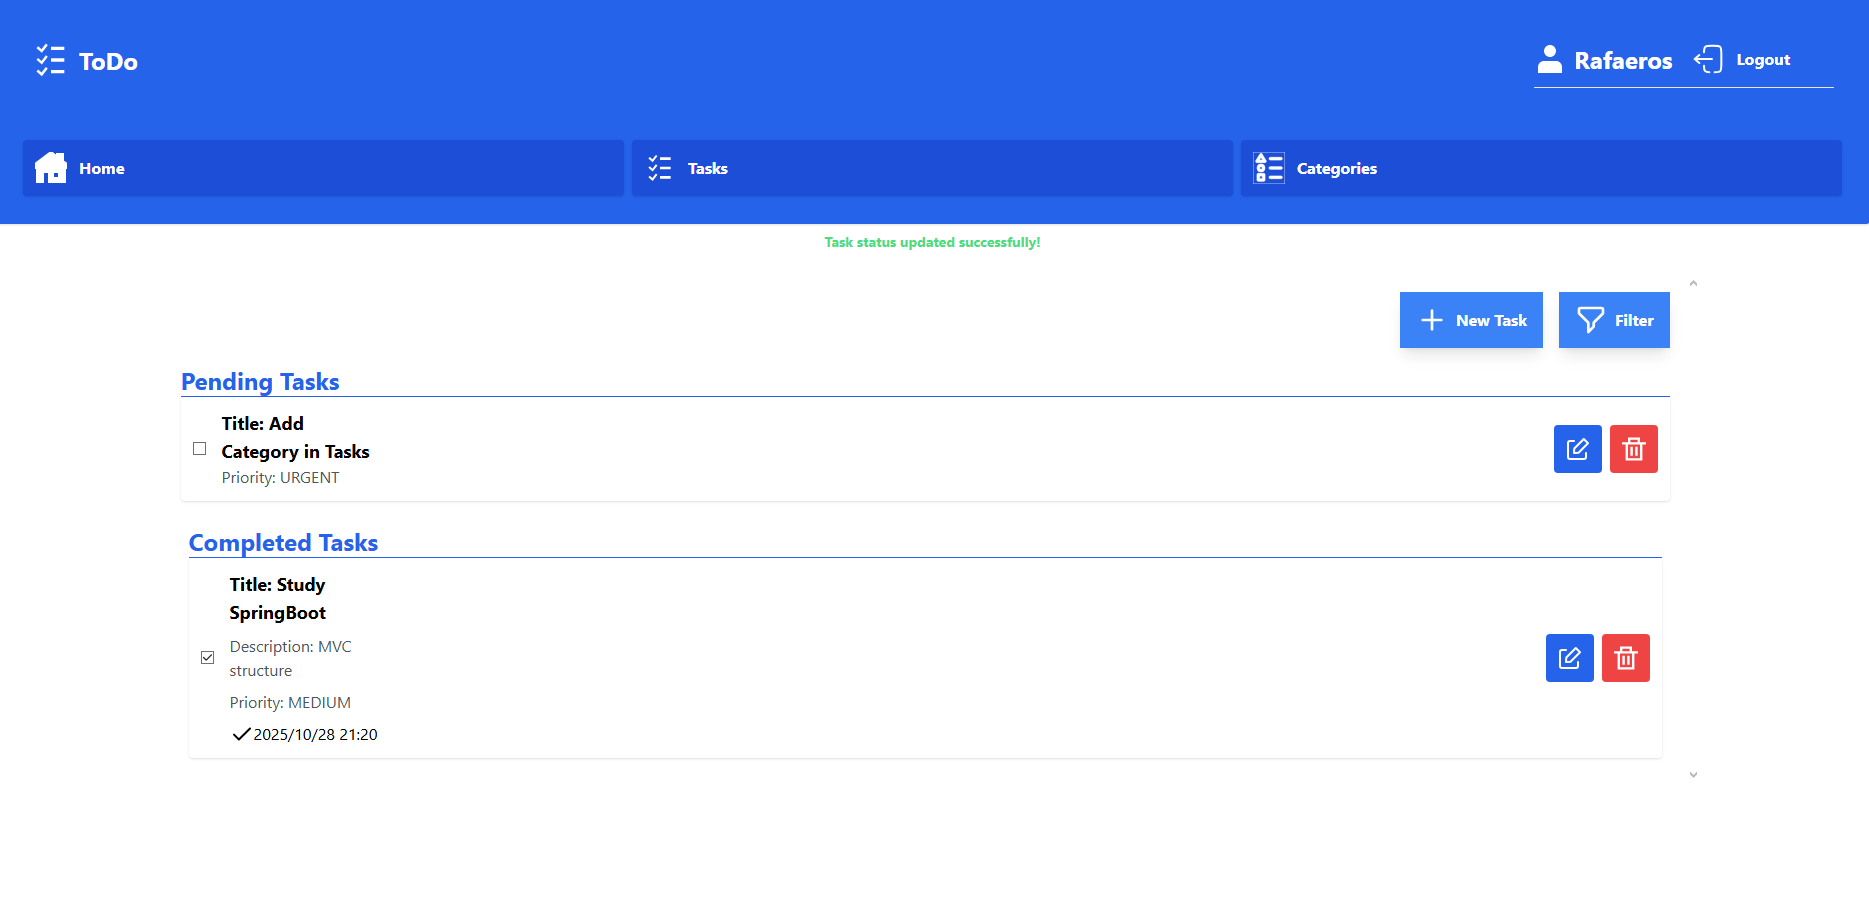 ToDo
Rafaeros
Logout
Home
Tasks
Categories
Task status updated successfully!
New Task
Filter
Pending Tasks
Title: Add
Category in Tasks
Priority: URGENT
Completed Tasks
Title: Study
SpringBoot
Description: MVC
structure
Priority: MEDIUM
2025/10/28 21:20